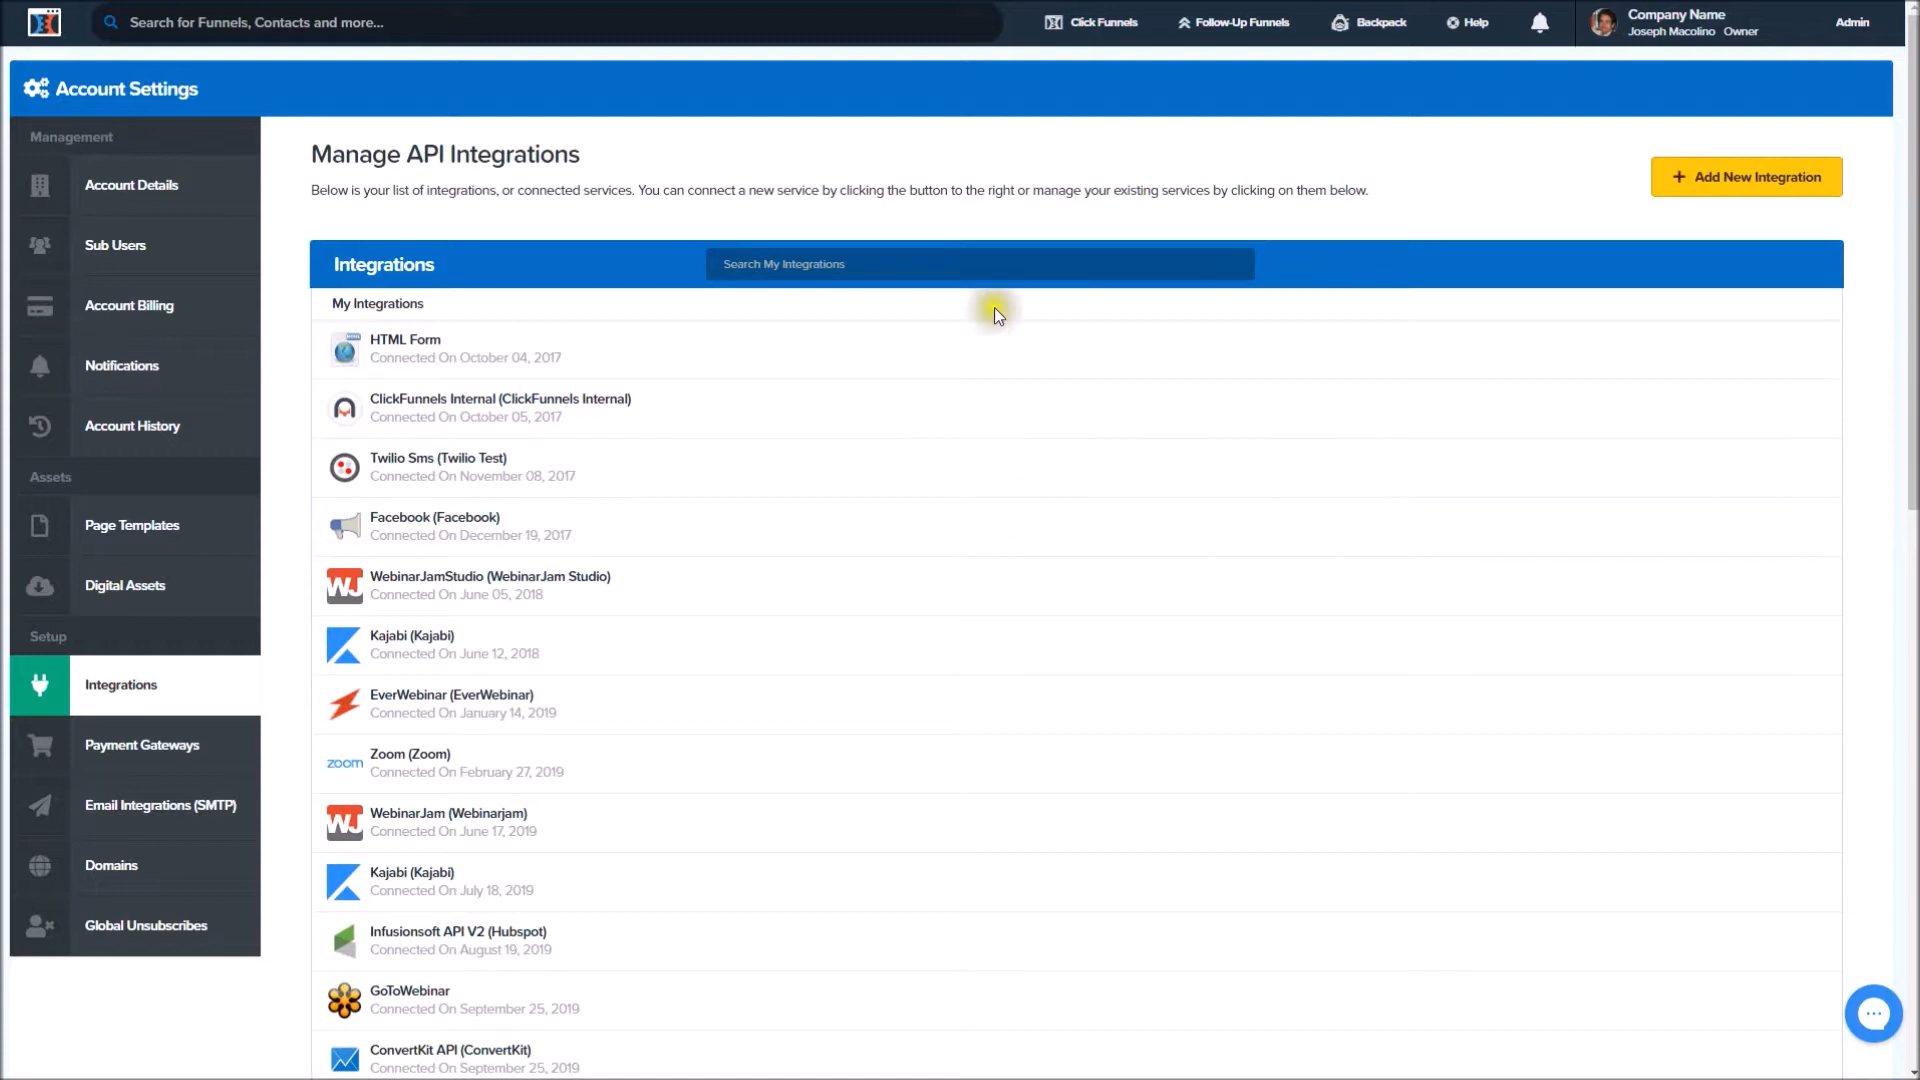 Search for Funnels, Contacts and more...
Click Funnels
Follow-Up Funnels
Backpack
Help
Company Name
Joseph Macolino Owner
Admin
Account Settings
Management
Account Details
Sub Users
Account Billing
Notifications
Account History
Assets
Page Templates
Digital Assets
Setup
Integrations
Payment Gateways
Email Integrations (SMTP)
Domains
Global Unsubscribes
Manage API Integrations
Below is your list of integrations, or connected services. You can connect a new service by clicking the button to the right or manage your existing services by clicking on them below.
+ Add New Integration
Integrations
Search My Integrations
My Integrations
HTML Form
Connected On October 04, 2017
ClickFunnels Internal (ClickFunnels Internal)
Connected On October 05, 2017
Twilio Sms (Twilio Test)
Connected On November 08, 2017
Facebook (Facebook)
Connected On December 19, 2017
WJ
WebinarJamStudio (WebinarJam Studio)
Connected On June 05, 2018
Kajabi (Kajabi)
Connected On June 12, 2018
EverWebinar (EverWebinar)
Connected On January 14, 2019
zoom
Zoom (Zoom)
Connected On February 27, 2019
WJ
WebinarJam (Webinarjam)
Connected On June 17, 2019
Kajabi (Kajabi)
Connected On July 18, 2019
Infusionsoft API V2 (Hubspot)
Connected On August 19, 2019
GoToWebinar
Connected On September 25, 2019
ConvertKit API (ConvertKit)
Connected On September 25, 2019